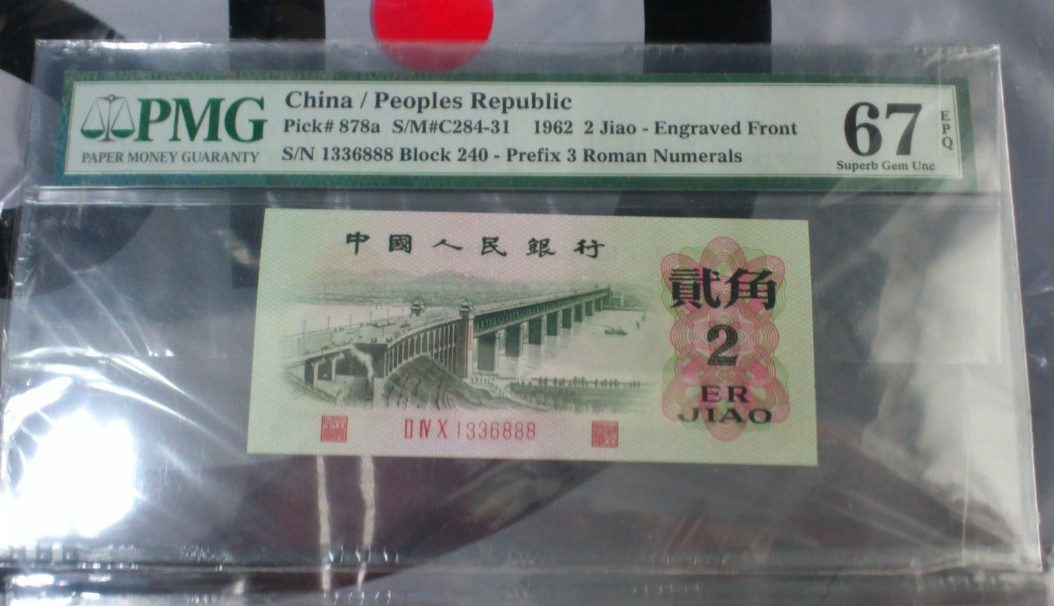 PMG
PAPER MONEY GUARANTY
China / Peoples Republic
Pick# 878a S/M#C284-31 1962 2 Jiao - Engraved Front
S/N 1336888 Block 240 - Prefix 3 Roman Numerals
67
EPQ
Superb Gem Unc
中國人民銀行
貳角
2
ER
JIAO
II IV X 1336888